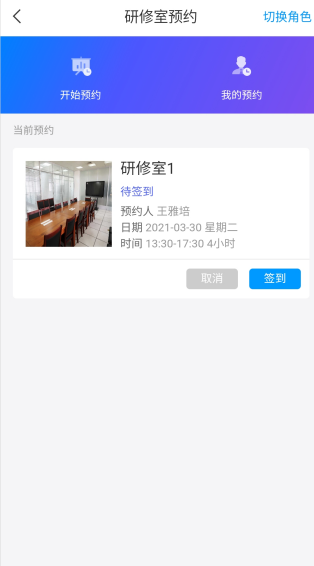 研修室预约
切换角色
开始预约
我的预约
当前预约
研修室1
待签到
预约人 王雅培
日期 2021-03-30 星期二
时间 13:30-17:30 4小时
取消
签到